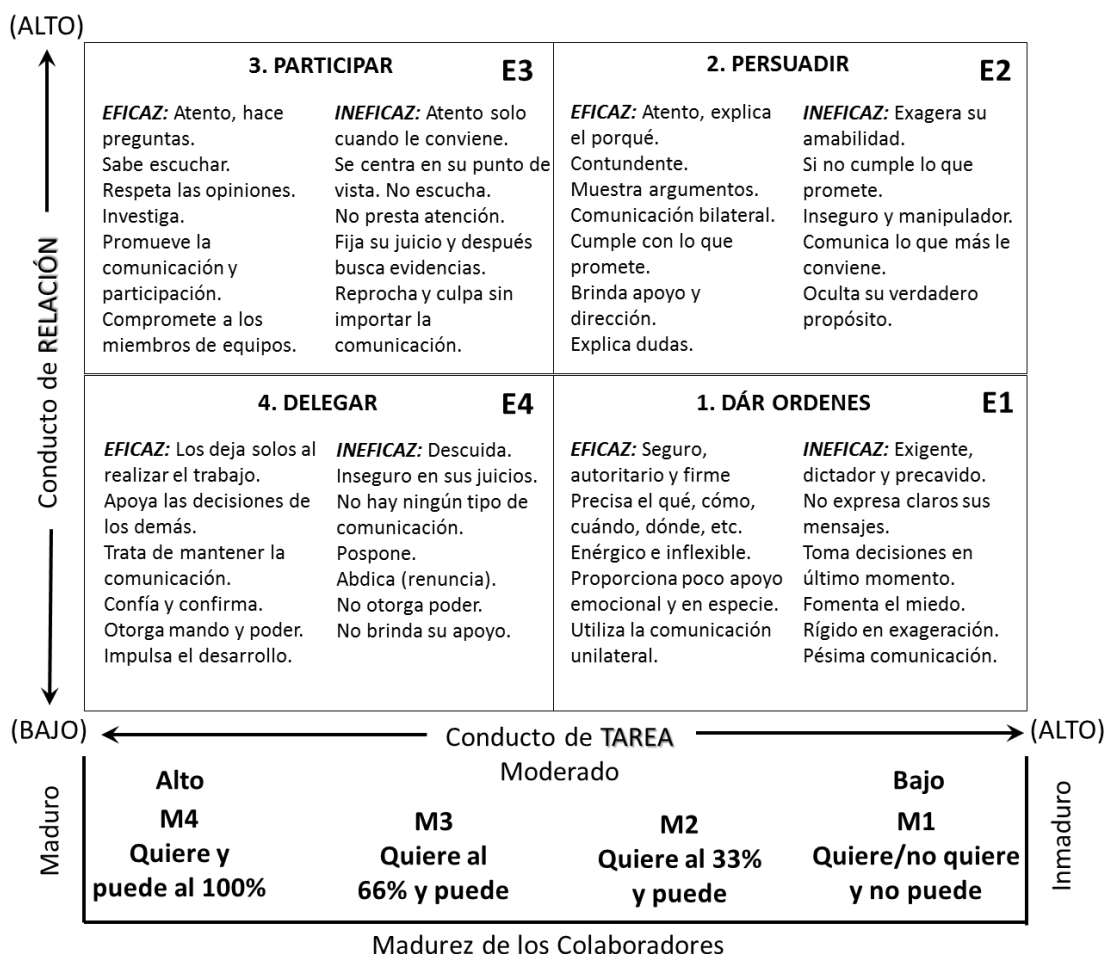 (ALTO)
3. PARTICIPAR
E3
EFICAZ: Atento, hace
preguntas.
Sabe escuchar.
Respeta las opiniones.
Investiga.
Promueve la
comunicación y
participación.
Compromete a los
miembros de equipos.
INEFICAZ: Atento solo
cuando le conviene.
Se centra en su punto de
vista. No escucha.
No presta atención.
Fija su juicio y después
busca evidencias.
Reprocha y culpa sin
importar la
comunicación.
2. PERSUADIR
E2
EFICAZ: Atento, explica
el porqué.
Contundente.
Muestra argumentos.
Comunicación bilateral.
Cumple con lo que
promete.
Brinda apoyo y
dirección.
Explica dudas.
INEFICAZ: Exagera su
amabilidad.
Si no cumple lo que
promete.
Inseguro y manipulador.
Comunica lo que más le
conviene.
Oculta su verdadero
propósito.
Conducto de RELACIÓN
4. DELEGAR
E4
EFICAZ: Los deja solos al
realizar el trabajo.
Apoya las decisiones de
los demás.
Trata de mantener la
comunicación.
Confía y confirma.
Otorga mando y poder.
Impulsa el desarrollo.
INEFICAZ: Descuida.
Inseguro en sus juicios.
No hay ningún tipo de
comunicación.
Pospone.
Abdica (renuncia).
No otorga poder.
No brinda su apoyo.
1. DÁR ORDENES
E1
EFICAZ: Seguro,
autoritario y firme
Precisa el qué, cómo,
cuándo, dónde, etc.
Enérgico e inflexible.
Proporciona poco apoyo
emocional y en especie.
Utiliza la comunicación
unilateral.
INEFICAZ: Exigente,
dictador y precavido.
No expresa claros sus
mensajes.
Toma decisiones en
último momento.
Fomenta el miedo.
Rígido en exageración.
Pésima comunicación.
(BAJO)
Conducto de TAREA
(ALTO)
Moderado
Maduro
Alto
M4
Quiere y
puede al 100%
M3
Quiere al
66% y puede
M2
Quiere al 33%
y puede
Bajo
M1
Quiere/no quiere
y no puede
Inmaduro
Madurez de los Colaboradores